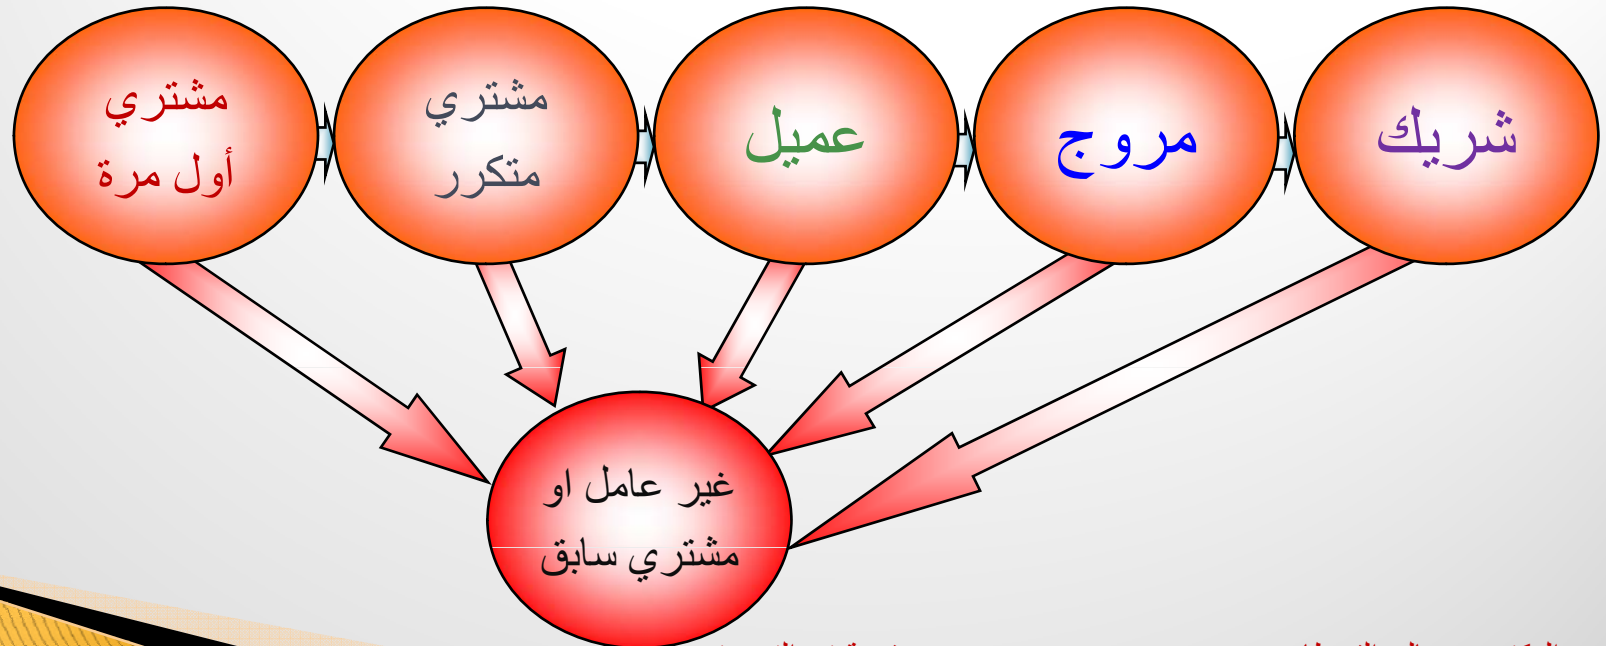 مشتري
أول مرة
مشتري
متكرر
عميل
مروج
شريك
غير عامل او
مشتري سابق